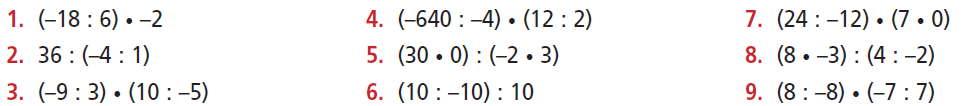 1. (–18 : 6) • –2
2. 36 : (–4 : 1)
3. (–9 : 3) • (10 : –5)
4. (–640 : –4) • (12 : 2)
5. (30 • 0) : (–2 • 3)
6. (10 : –10) : 10
7. (24 : –12) • (7 • 0)
8. (8 • –3) : (4 : –2)
9. (8 : –8) • (–7 : 7)